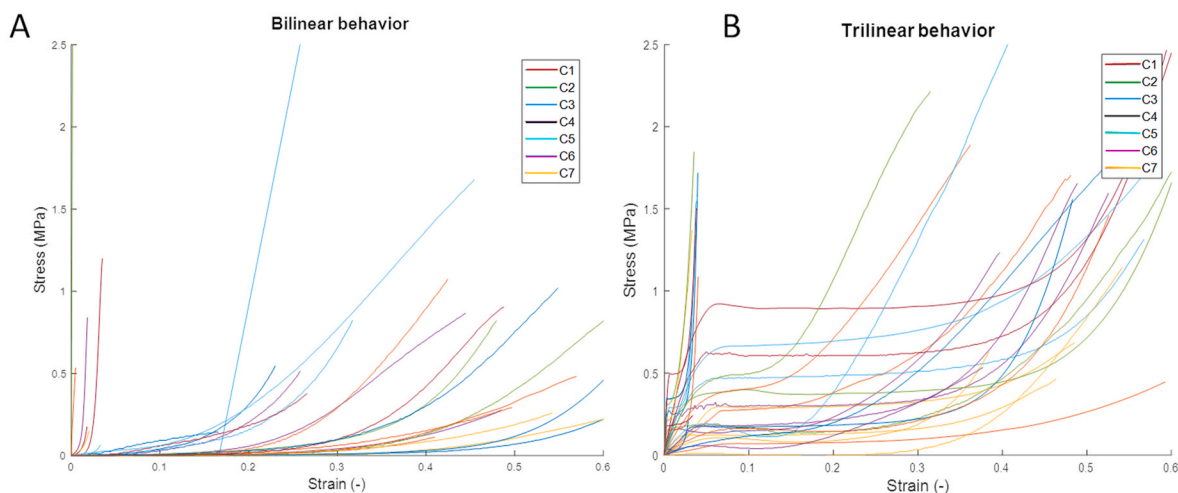 A
Bilinear behavior
2.5
2
1.5
1
0.5
0
Stress (MPa)
C1
C2
C3
C4
C5
C6
C7
0 0.1 0.2 0.3 0.4 0.5 0.6
Strain (-)
B
Trilinear behavior
2.5
2
1.5
1
0.5
0
Stress (MPa)
C1
C2
C3
C4
C5
C6
C7
0 0.1 0.2 0.3 0.4 0.5 0.6
Strain (-)